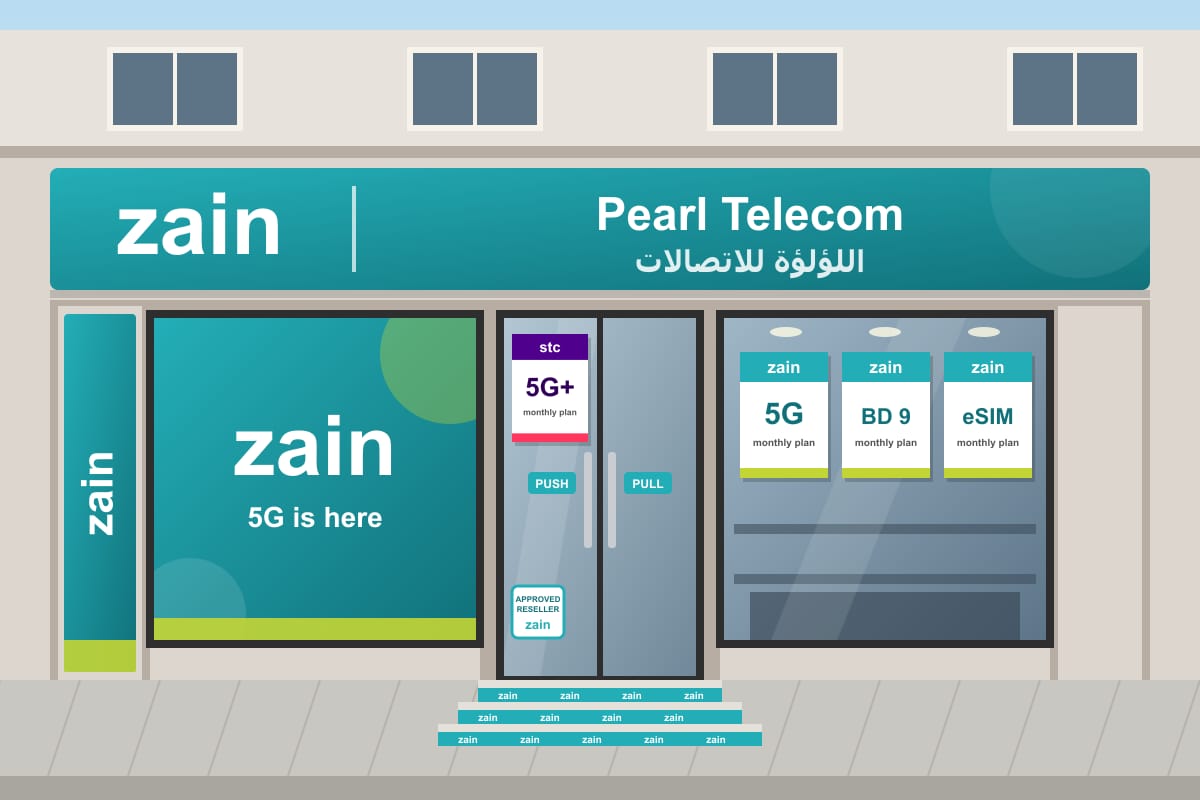 zain
Pearl Telecom
اللؤلؤة للاتصالات
zain
zain
5G is here
stc
5G+
monthly plan
PUSH
PULL
APPROVED
RESELLER
zain
zain
5G
monthly plan
zain
BD 9
monthly plan
zain
eSIM
monthly plan
zain zain zain zain
zain zain zain zain
zain zain zain zain zain